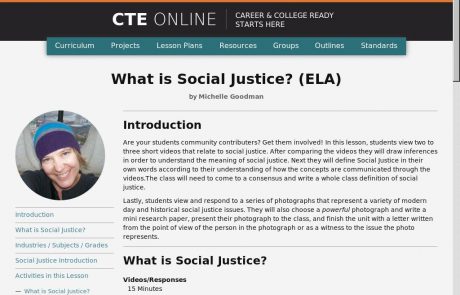 CTE ONLINE
CAREER & COLLEGE READY
STARTS HERE
Curriculum Projects Lesson Plans Resources Groups Outlines Standards
What is Social Justice? (ELA)
by Michelle Goodman
Introduction
What is Social Justice?
Industries / Subjects / Grades
Social Justice Introduction
Activities in this Lesson
— What is Social Justice?
Introduction
Are your students community contributers? Get them involved! In this lesson, students view two to
three short videos that relate to social justice. After comparing the videos they will draw inferences
in order to understand the meaning of social justice. Next they will define Social Justice in their
own words according to their understanding of how the concepts are communicated through the
videos.The class will need to come to a consensus and write a whole class definition of social
justice.
Lastly, students view and respond to a series of photographs that represent a variety of modern
day and historical social justice issues. They will also choose a powerful photograph and write a
mini research paper, present their photograph to the class, and finish the unit with a letter written
from the point of view of the person in the photograph or as a witness to the issue the photo
represents.
What is Social Justice?
Videos/Responses
15 Minutes